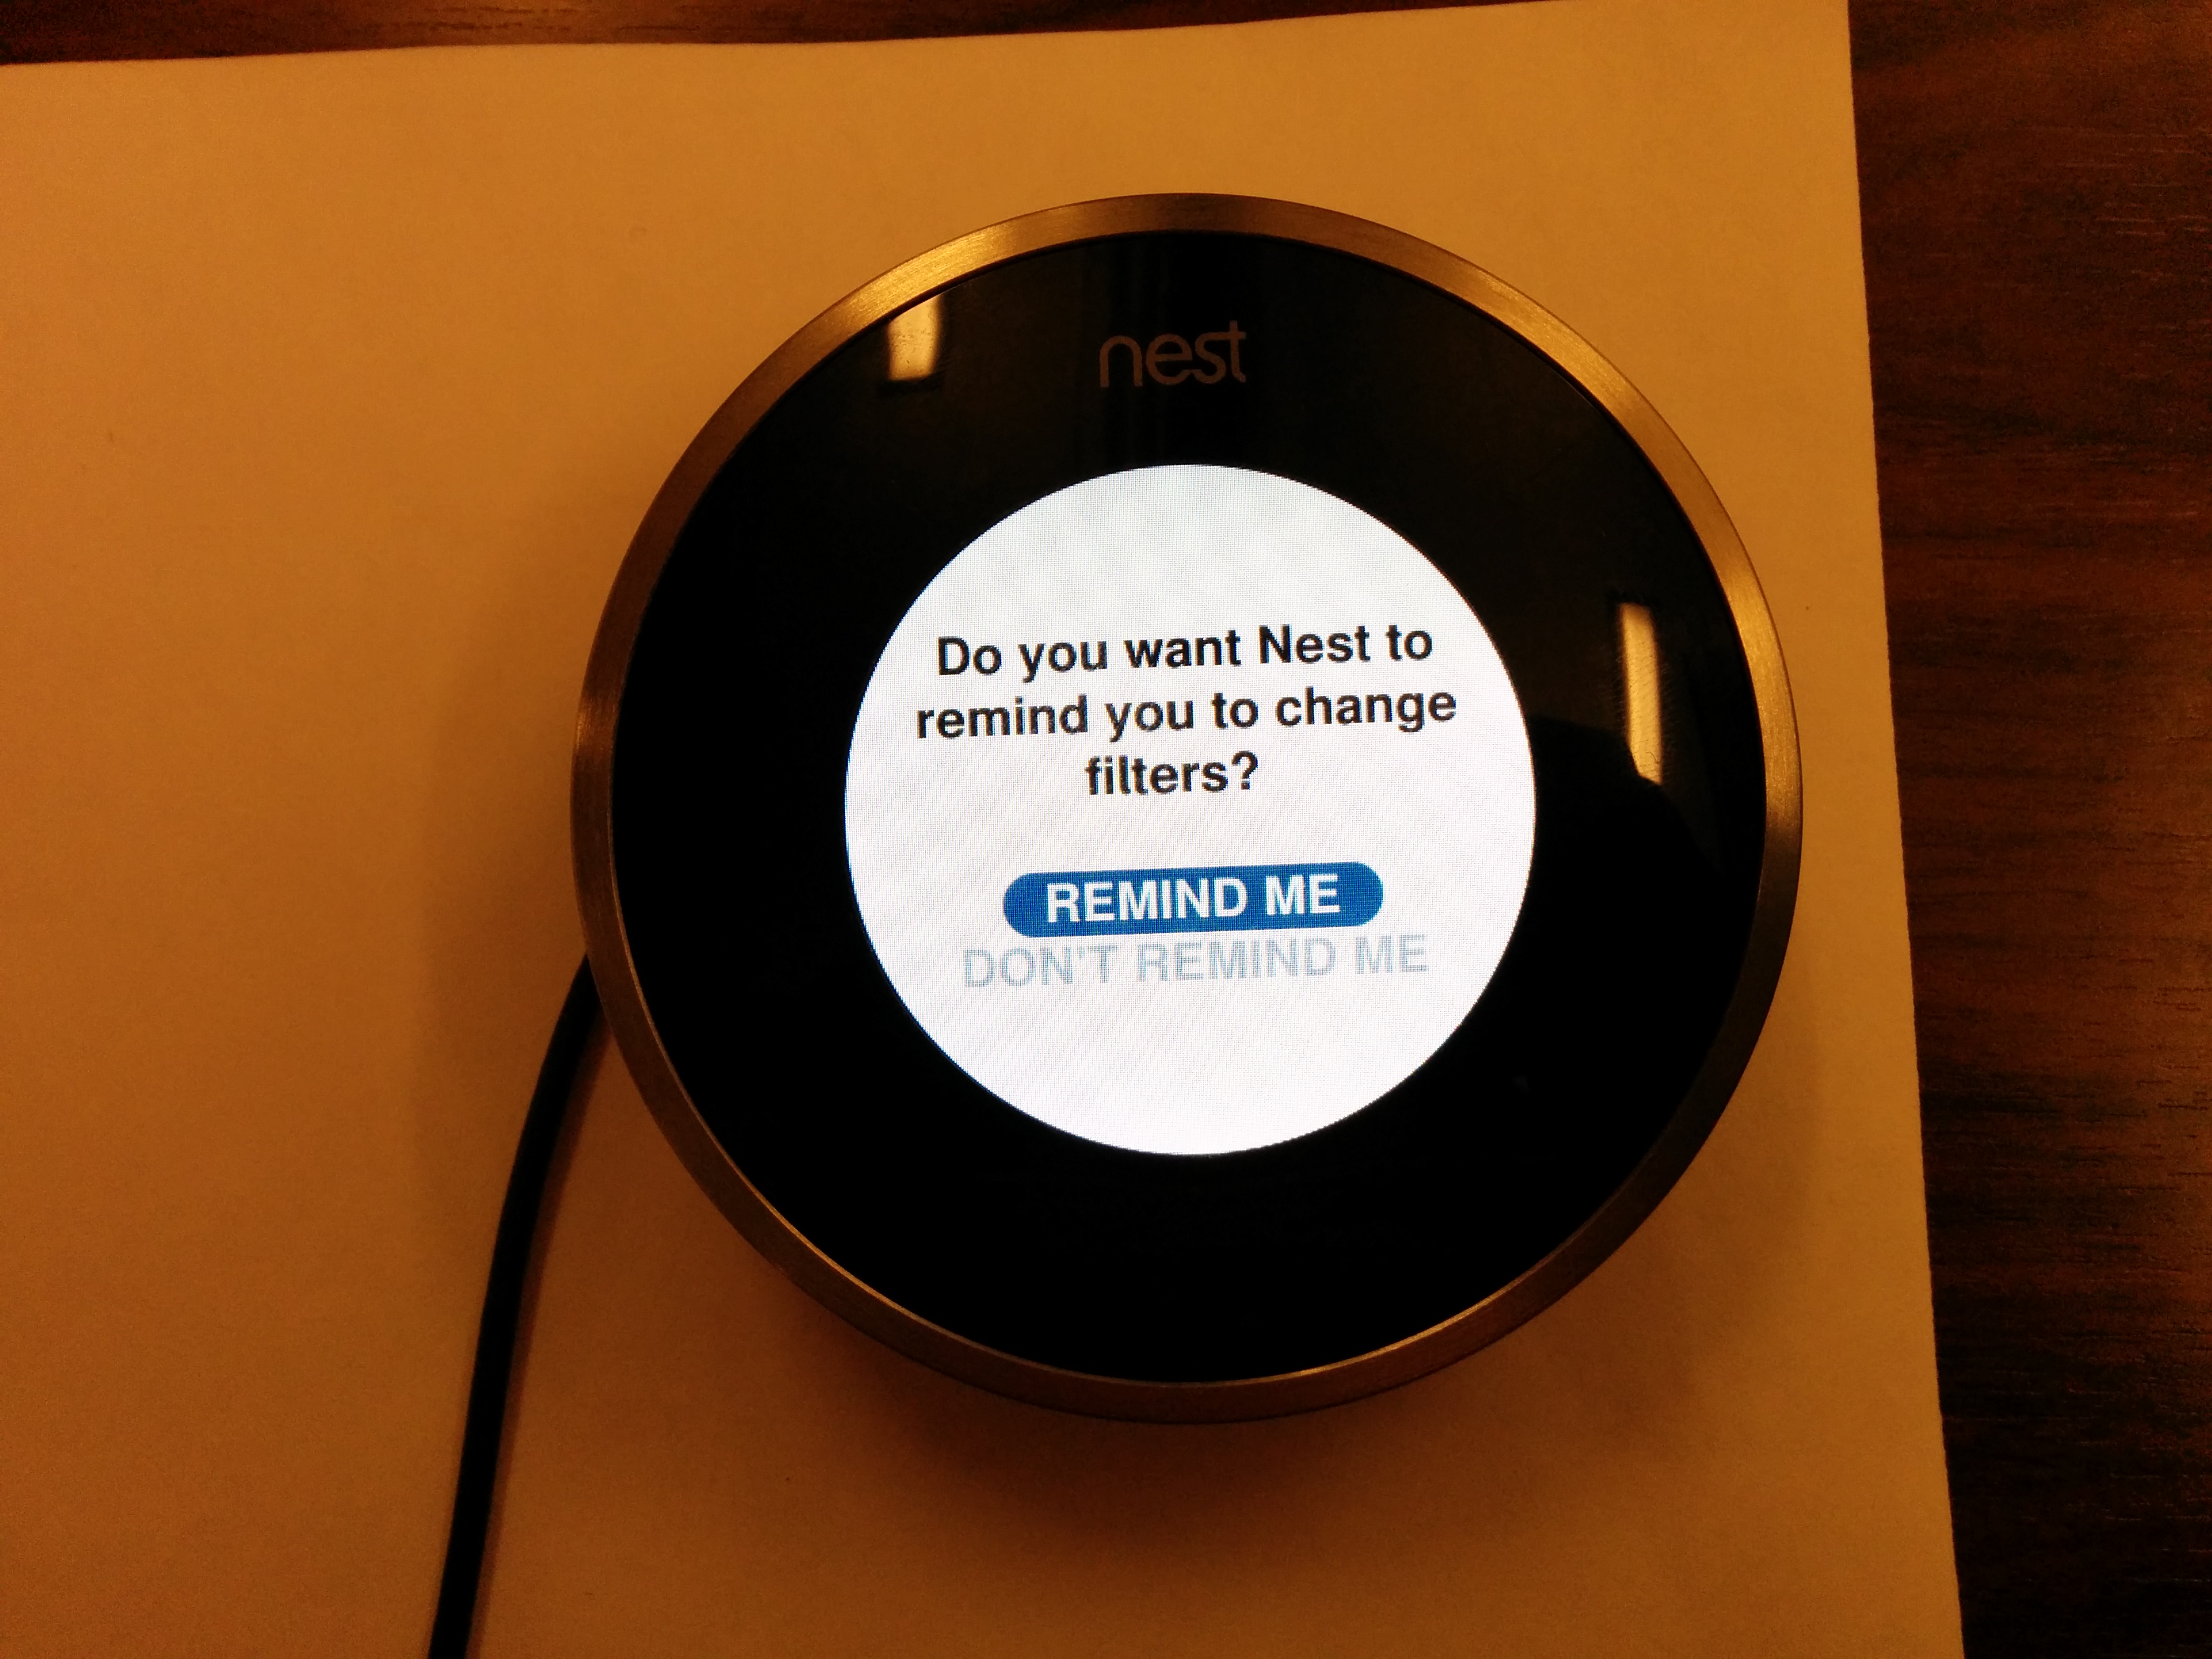 nest
Do you want Nest to
remind you to change
filters?
REMIND ME
DON'T REMIND ME